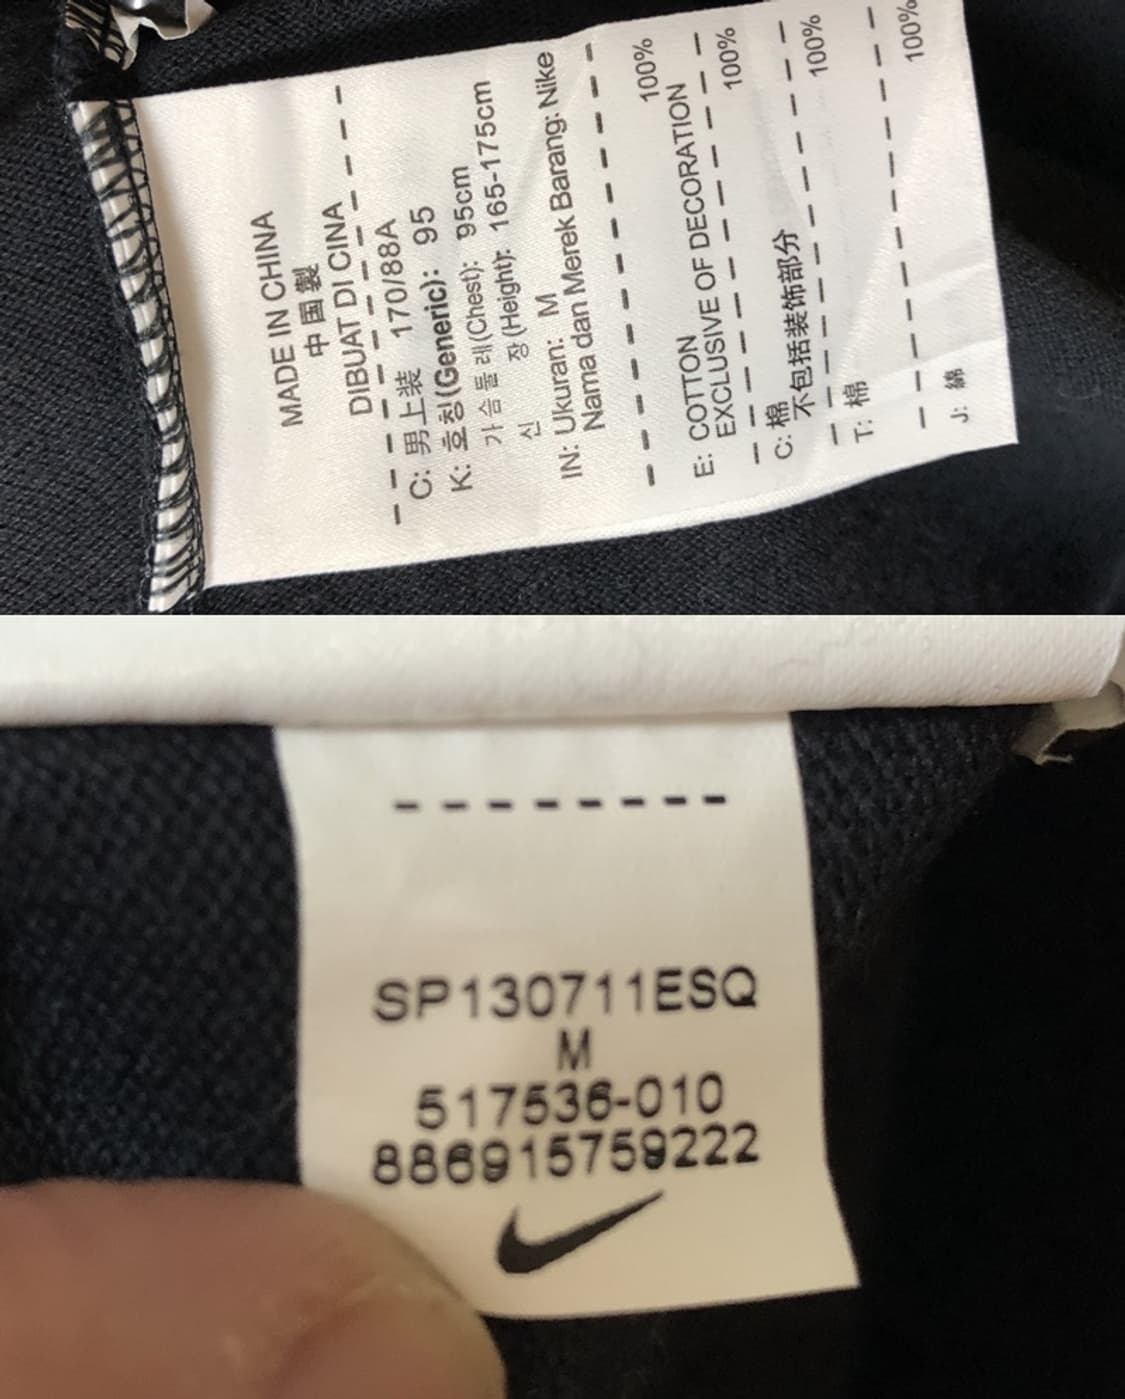 MADE IN CHINA
中国製
DIBUAT DI CINA
C: 男上装 170/88A
K: 호칭(Generic): 95
가슴둘레(Chest): 95cm
신 장(Height): 165-175cm
IN: Ukuran: M
Nama dan Merek Barang: Nike
100%
E: COTTON
EXCLUSIVE OF DECORATION
100%
C: 棉
不包括装饰部分
100%
T: 棉
100%
J: 綿
SP130711ESQ
M
517536-010
886915759222